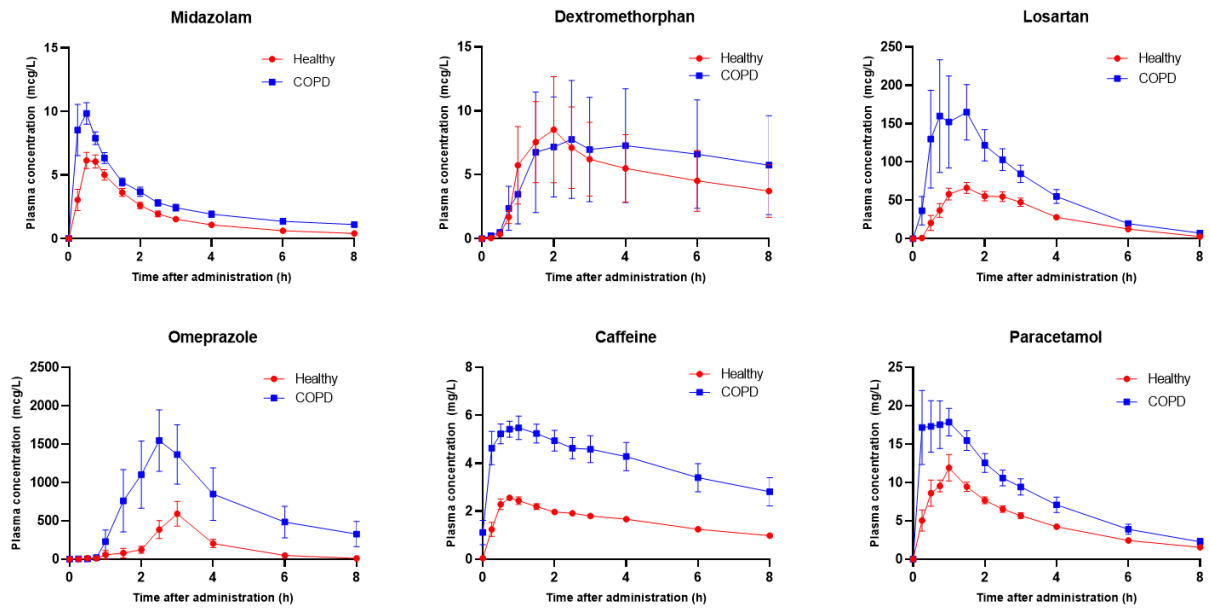 Midazolam
Plasma concentration (mcg/L)
15
10
5
0
0 2 4 6 8
Time after administration (h)
Healthy
COPD
Dextromethorphan
Plasma concentration (mcg/L)
15
10
5
0
0 2 4 6 8
Time after administration (h)
Healthy
COPD
Losartan
Plasma concentration (mcg/L)
250
200
150
100
50
0
0 2 4 6 8
Time after administration (h)
Healthy
COPD
Omeprazole
Plasma concentration (mcg/L)
2500
2000
1500
1000
500
0
0 2 4 6 8
Time after administration (h)
Healthy
COPD
Caffeine
Plasma concentration (mg/L)
8
6
4
2
0
0 2 4 6 8
Time after administration (h)
Healthy
COPD
Paracetamol
Plasma concentration (mg/L)
25
20
15
10
5
0
0 2 4 6 8
Time after administration (h)
Healthy
COPD